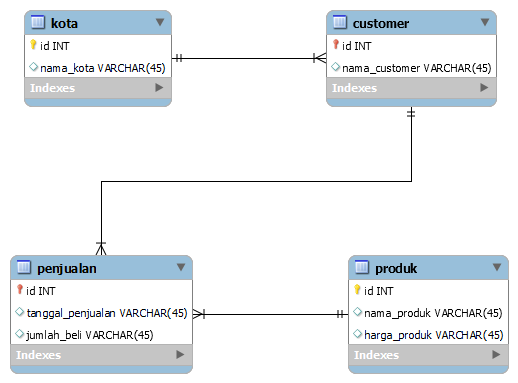 kota
id INT
nama_kota VARCHAR(45)
Indexes
customer
id INT
nama_customer VARCHAR(45)
Indexes
penjualan
id INT
tanggal_penjualan VARCHAR(45)
jumlah_beli VARCHAR(45)
Indexes
produk
id INT
nama_produk VARCHAR(45)
harga_produk VARCHAR(45)
Indexes